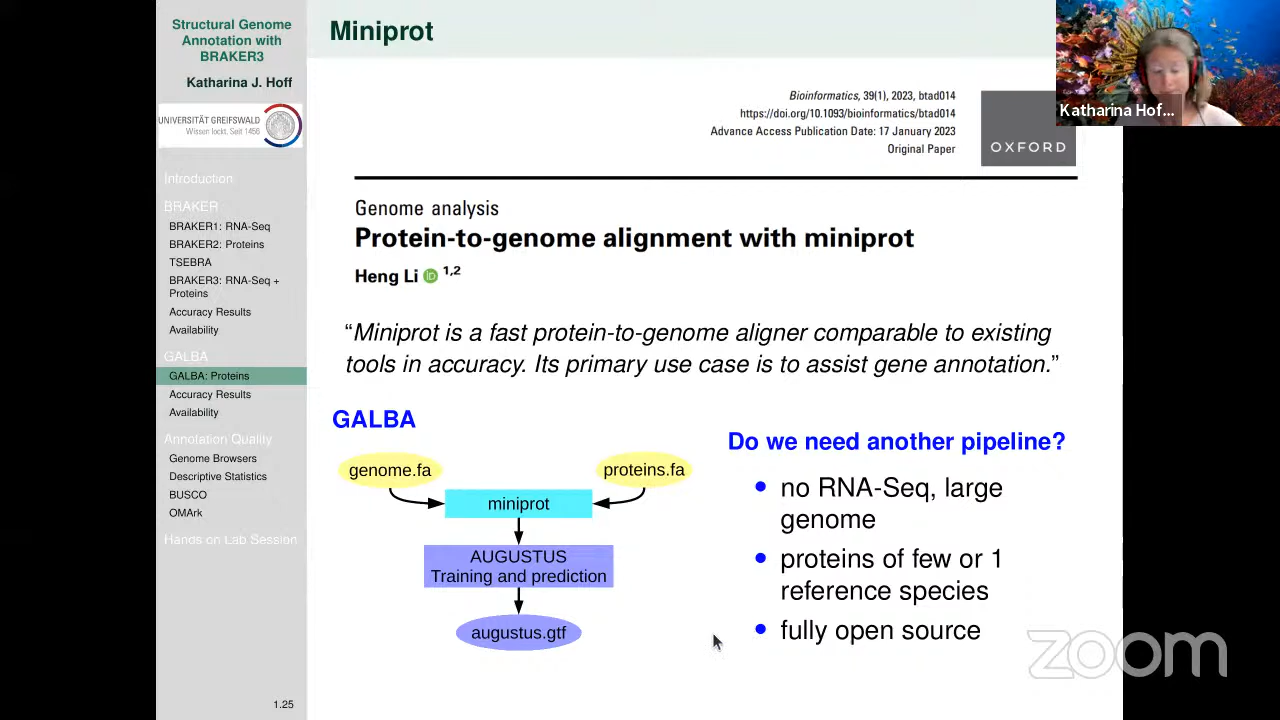 Structural Genome
Annotation with
BRAKER3
Katharina J. Hoff
UNIVERSITÄT GREIFSWALD
Wissen lockt. Seit 1456
Introduction
BRAKER
BRAKER1: RNA-Seq
BRAKER2: Proteins
TSEBRA
BRAKER3: RNA-Seq +
Proteins
Accuracy Results
Availability
GALBA
GALBA: Proteins
Accuracy Results
Availability
Annotation Quality
Genome Browsers
Descriptive Statistics
BUSCO
OMArk
Hands on Lab Session
1.25
Miniprot
Bioinformatics, 39(1), 2023, btad014
https://doi.org/10.1093/bioinformatics/btad014
Advance Access Publication Date: 17 January 2023
Original Paper
OXFORD
Genome analysis
Protein-to-genome alignment with miniprot
Heng Li iD 1,2
“Miniprot is a fast protein-to-genome aligner comparable to existing
tools in accuracy. Its primary use case is to assist gene annotation.”
GALBA
genome.fa
proteins.fa
miniprot
AUGUSTUS
Training and prediction
augustus.gtf
Do we need another pipeline?
• no RNA-Seq, large
genome
• proteins of few or 1
reference species
• fully open source
Katharina Hof...
zoom